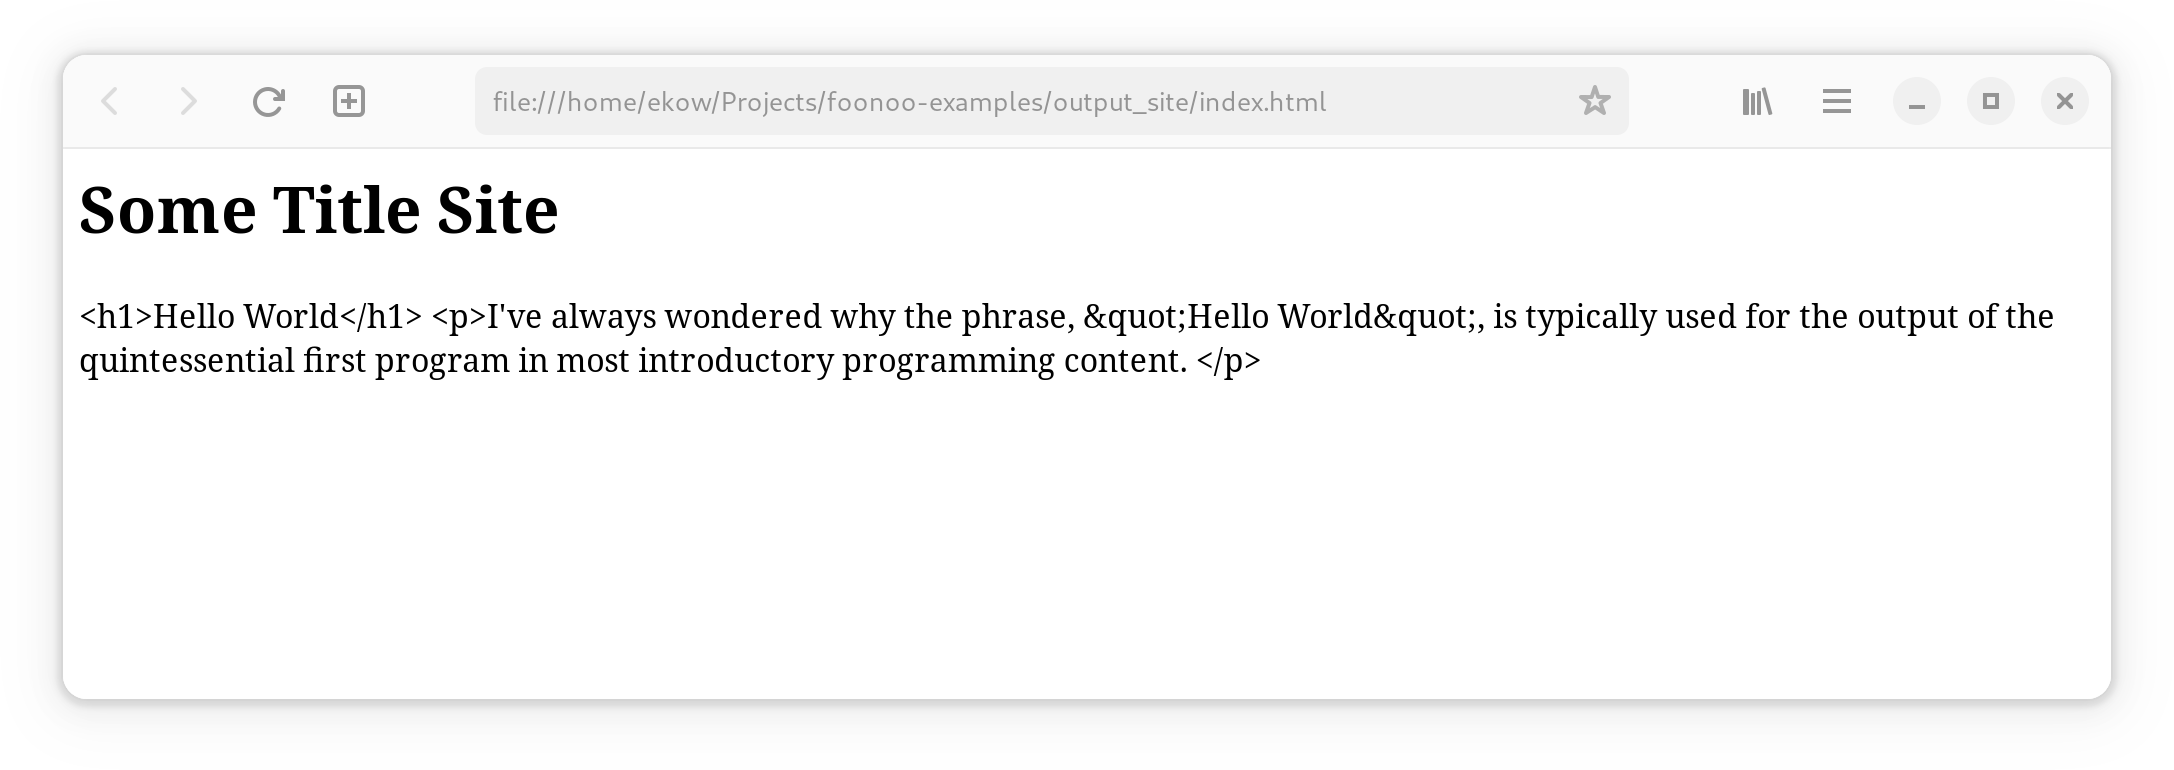 file:///home/ekow/Projects/foonoo-examples/output_site/index.html
Some Title Site
<h1>Hello World</h1> <p>I've always wondered why the phrase, &quot;Hello World&quot;, is typically used for the output of the
quintessential first program in most introductory programming content. </p>